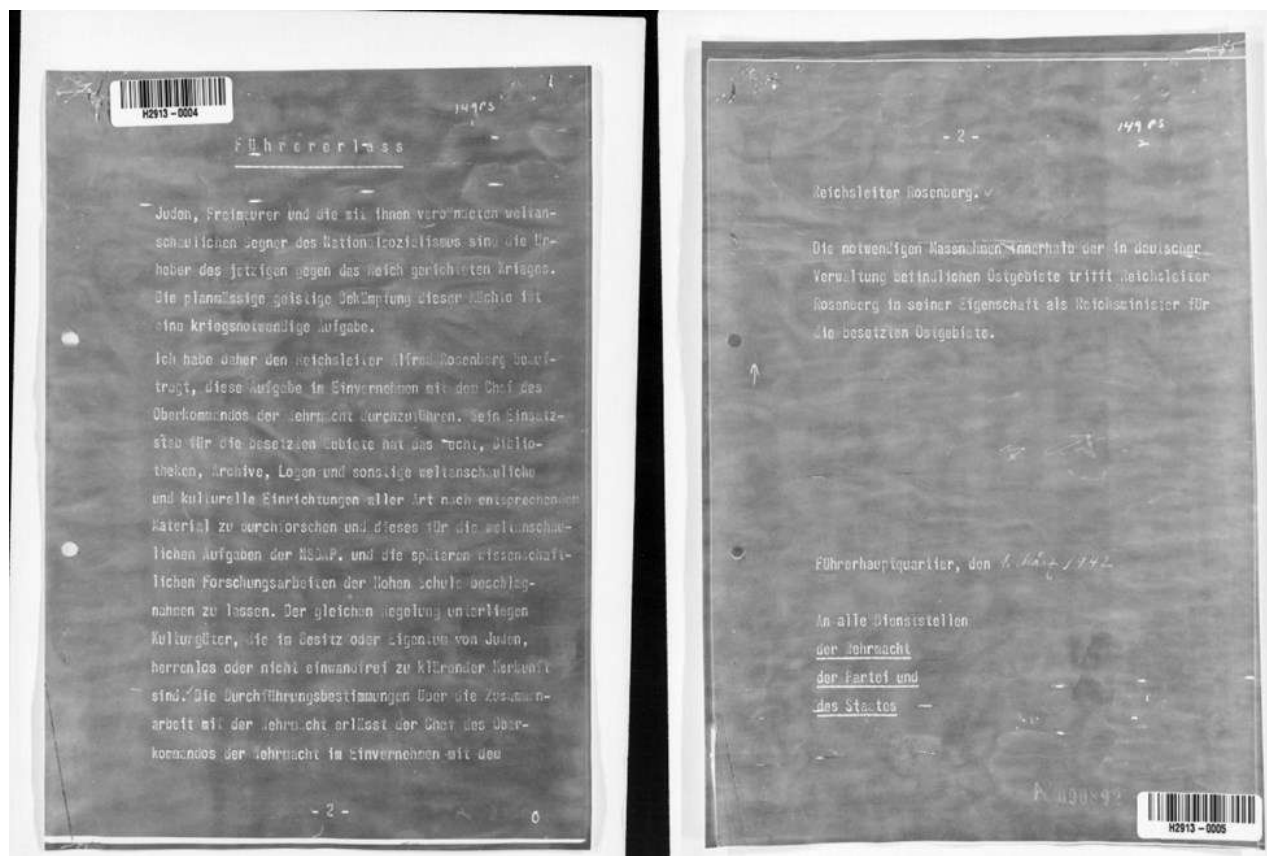 H2913-0004
149 PS
1
Führererlass
Juden, Freimaurer und die mit ihnen verbündeten weltan-
schaulichen Gegner des Nationalsozialismus sind die Ur-
heber des jetzigen gegen das Reich gerichteten Krieges.
Die planmässige geistige Bekämpfung dieser Mächte ist
eine kriegsnotwendige Aufgabe.
Ich habe daher den Reichsleiter Alfred Rosenberg beauf-
tragt, diese Aufgabe im Einvernehmen mit dem Chef des
Oberkommandos der Wehrmacht durchzuführen. Sein Einsatz-
stab für die besetzten Gebiete hat das Recht, Biblio-
theken, Archive, Logen und sonstige weltanschauliche
und kulturelle Einrichtungen aller Art nach entsprechenden
Material zu durchforschen und dieses für die weltanschau-
lichen Aufgaben der NSDAP. und die späteren wissenschaft-
lichen Forschungsarbeiten der Hohen Schule beschlag-
nahmen zu lassen. Der gleichen Regelung unterliegen
Kulturgüter, die im Besitz oder Eigentum von Juden,
herrenlos oder nicht einwandfrei zu klärender Herkunft
sind. Die Durchführungsbestimmungen über die Zusammen-
arbeit mit der Wehrmacht erlässt der Chef des Ober-
kommandos der Wehrmacht im Einvernehmen mit dem
- 2 -
- 2 -
149 PS
2
Reichsleiter Rosenberg.
Die notwendigen Massnahmen innerhalb der in deutscher
Verwaltung befindlichen Ostgebiete trifft Reichsleiter
Rosenberg in seiner Eigenschaft als Reichsminister für
die besetzten Ostgebiete.
Führerhauptquartier, den 1. März 1942
An alle Dienststellen
der Wehrmacht
der Partei und
des Staates
H2913-0005